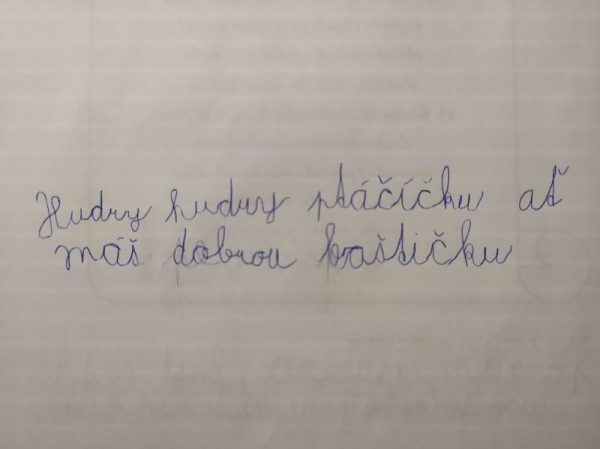 Hudry hudry ptáčíčku ať
máš dobrou baštičku